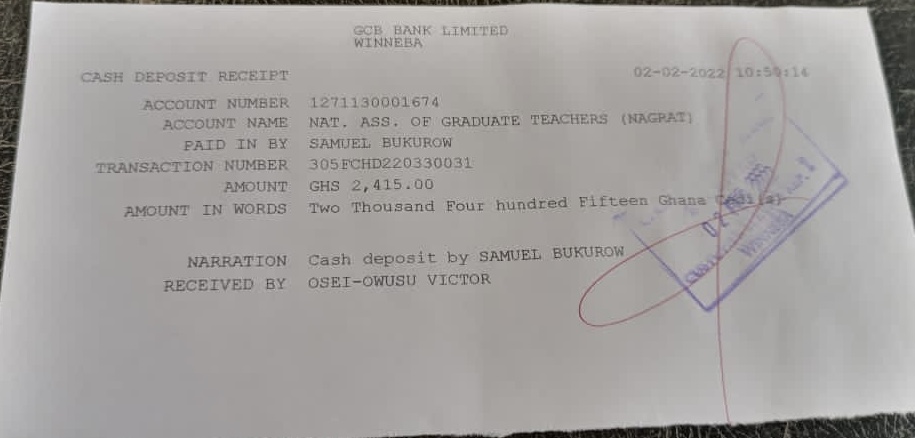 GCB BANK LIMITED
WINNEBA
CASH DEPOSIT RECEIPT 02-02-2022 10:50:14
ACCOUNT NUMBER 1271130001674
ACCOUNT NAME NAT. ASS. OF GRADUATE TEACHERS (NAGRAT)
PAID IN BY SAMUEL BUKUROW
TRANSACTION NUMBER 305FCHD220330031
AMOUNT GHS 2,415.00
AMOUNT IN WORDS Two Thousand Four hundred Fifteen Ghana Cedi(s)
NARRATION Cash deposit by SAMUEL BUKUROW
RECEIVED BY OSEI-OWUSU VICTOR
WINNEBA